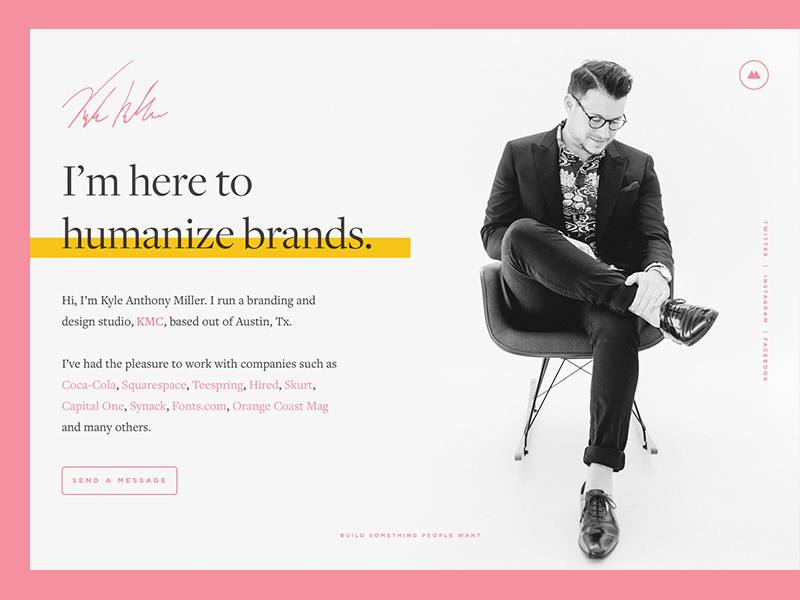 I'm here to
humanize brands.
Hi, I'm Kyle Anthony Miller. I run a branding and
design studio, KMC, based out of Austin, Tx.
I've had the pleasure to work with companies such as
Coca-Cola, Squarespace, Teespring, Hired, Skurt,
Capital One, Synack, Fonts.com, Orange Coast Mag
and many others.
SEND A MESSAGE
BUILD SOMETHING PEOPLE WANT
TWITTER | INSTAGRAM | FACEBOOK